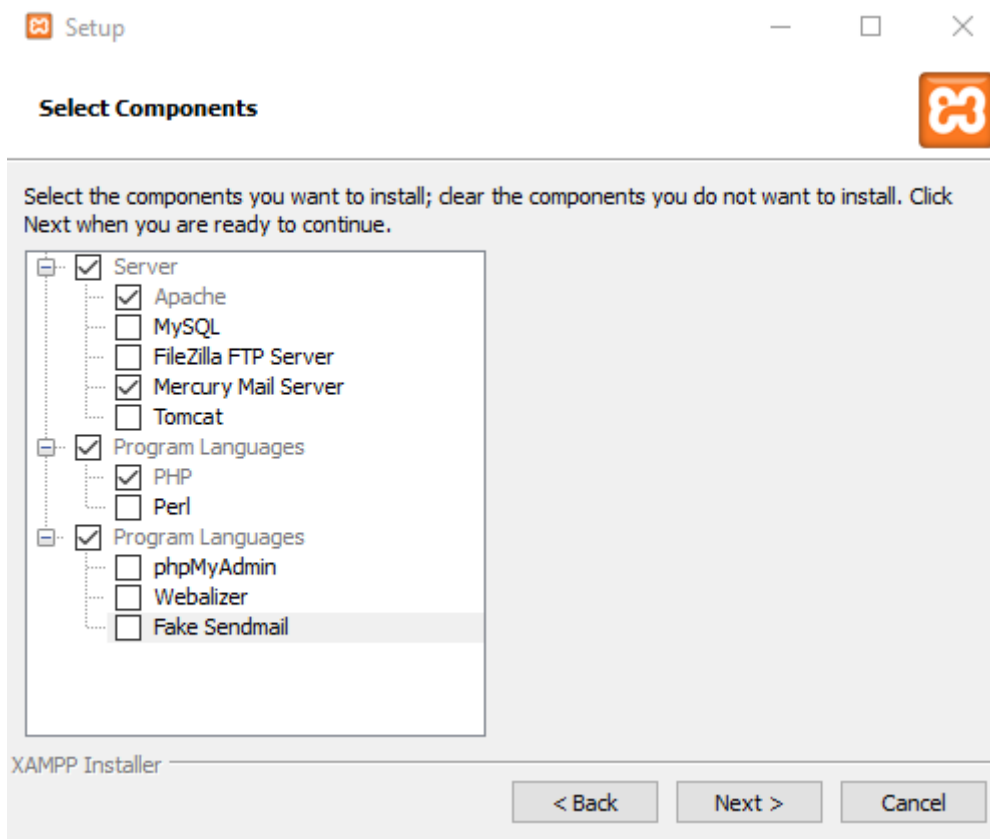 Setup
Select Components
Select the components you want to install; clear the components you do not want to install. Click
Next when you are ready to continue.
Server
Apache
MySQL
FileZilla FTP Server
Mercury Mail Server
Tomcat
Program Languages
PHP
Perl
Program Languages
phpMyAdmin
Webalizer
Fake Sendmail
XAMPP Installer
< Back Next > Cancel